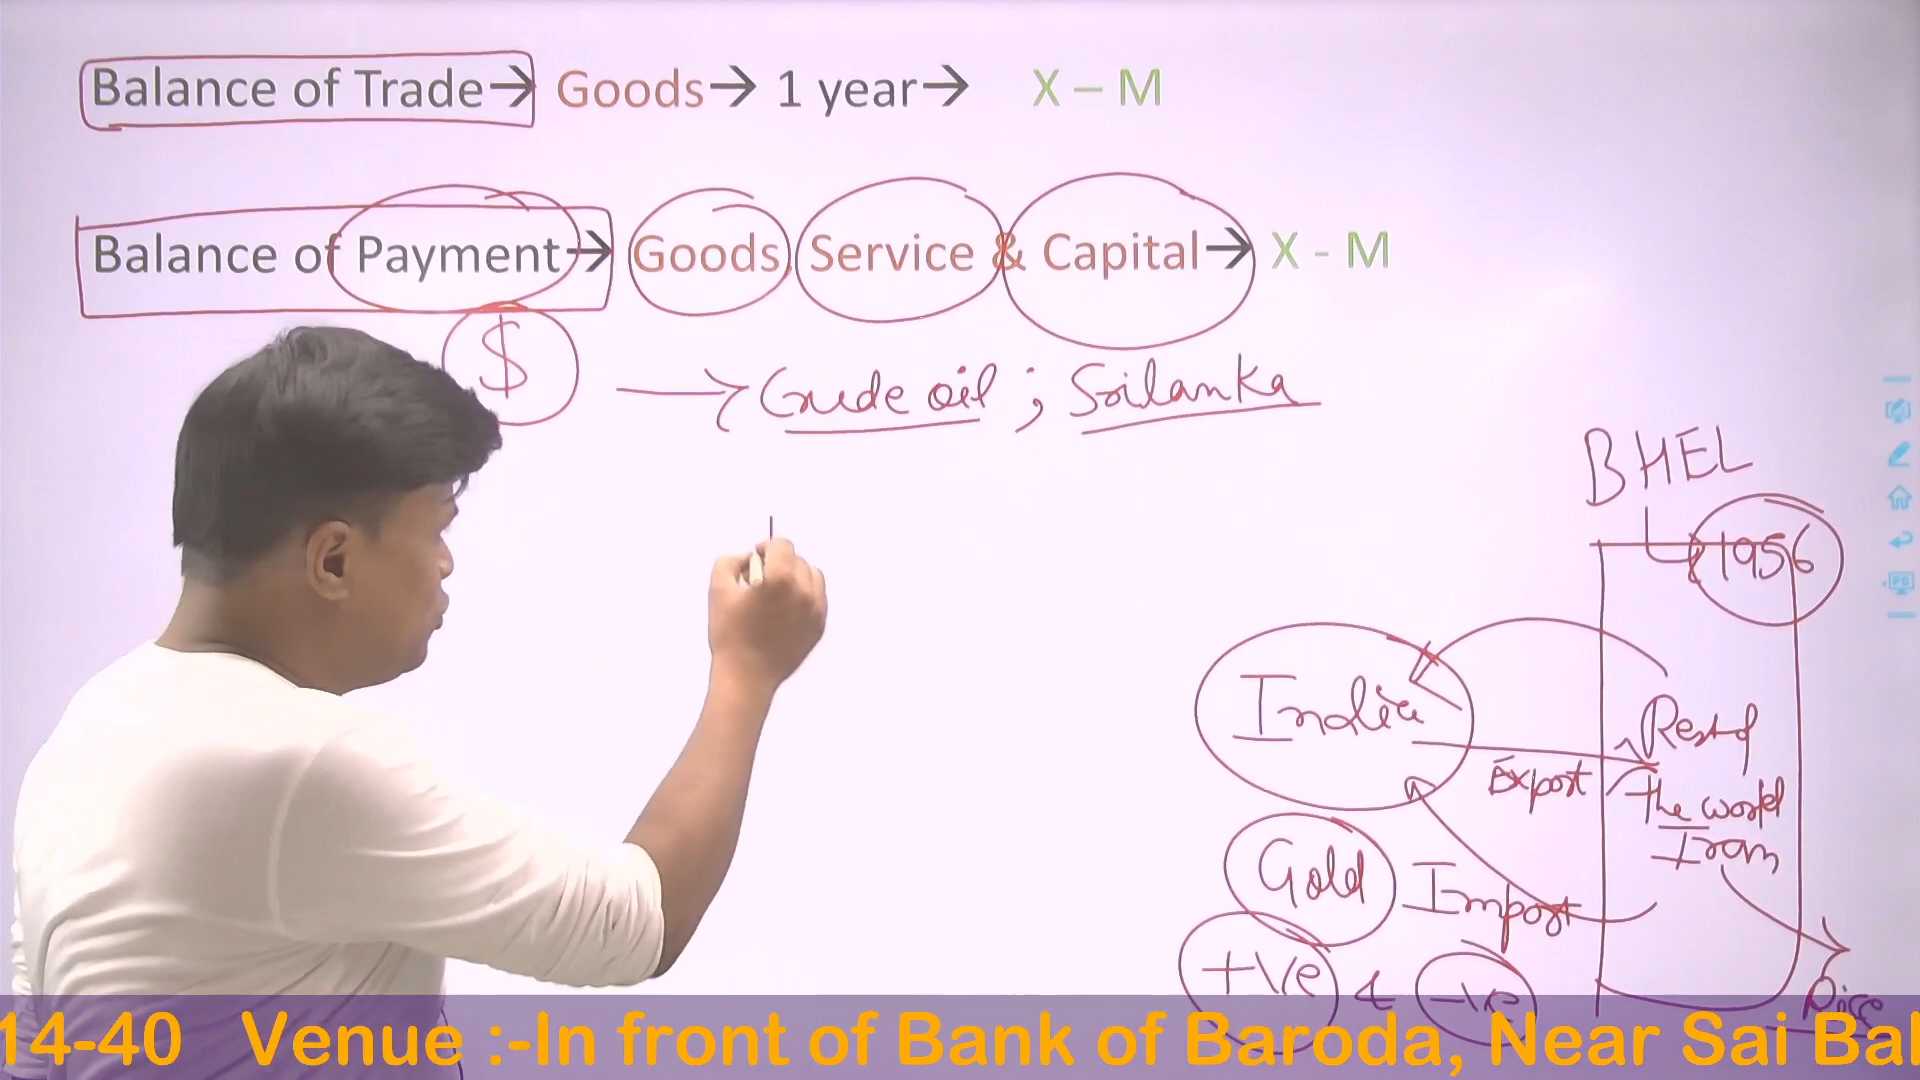 Balance of Trade→ Goods→ 1 year→ X – M
Balance of Payment→ Goods, Service & Capital→ X - M
$ → Crude oil ; Srilanka
BHEL
1956
India
Rest of
Export
the world
Iran
Gold
Import
+ve & -ve
Rice
14-40 Venue :-In front of Bank of Baroda, Near Sai Bal